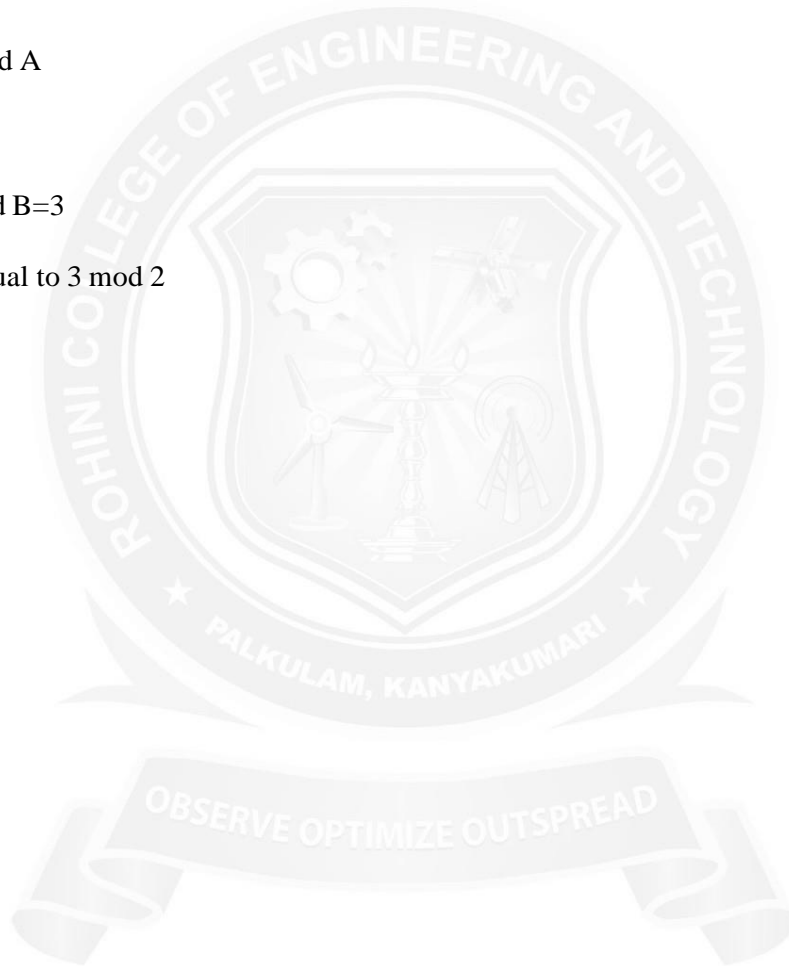 d A
d B=3
ual to 3 mod 2
ROHINI COLLEGE OF ENGINEERING AND TECHNOLOGY
PALKULAM, KANYAKUMARI
OBSERVE OPTIMIZE OUTSPREAD